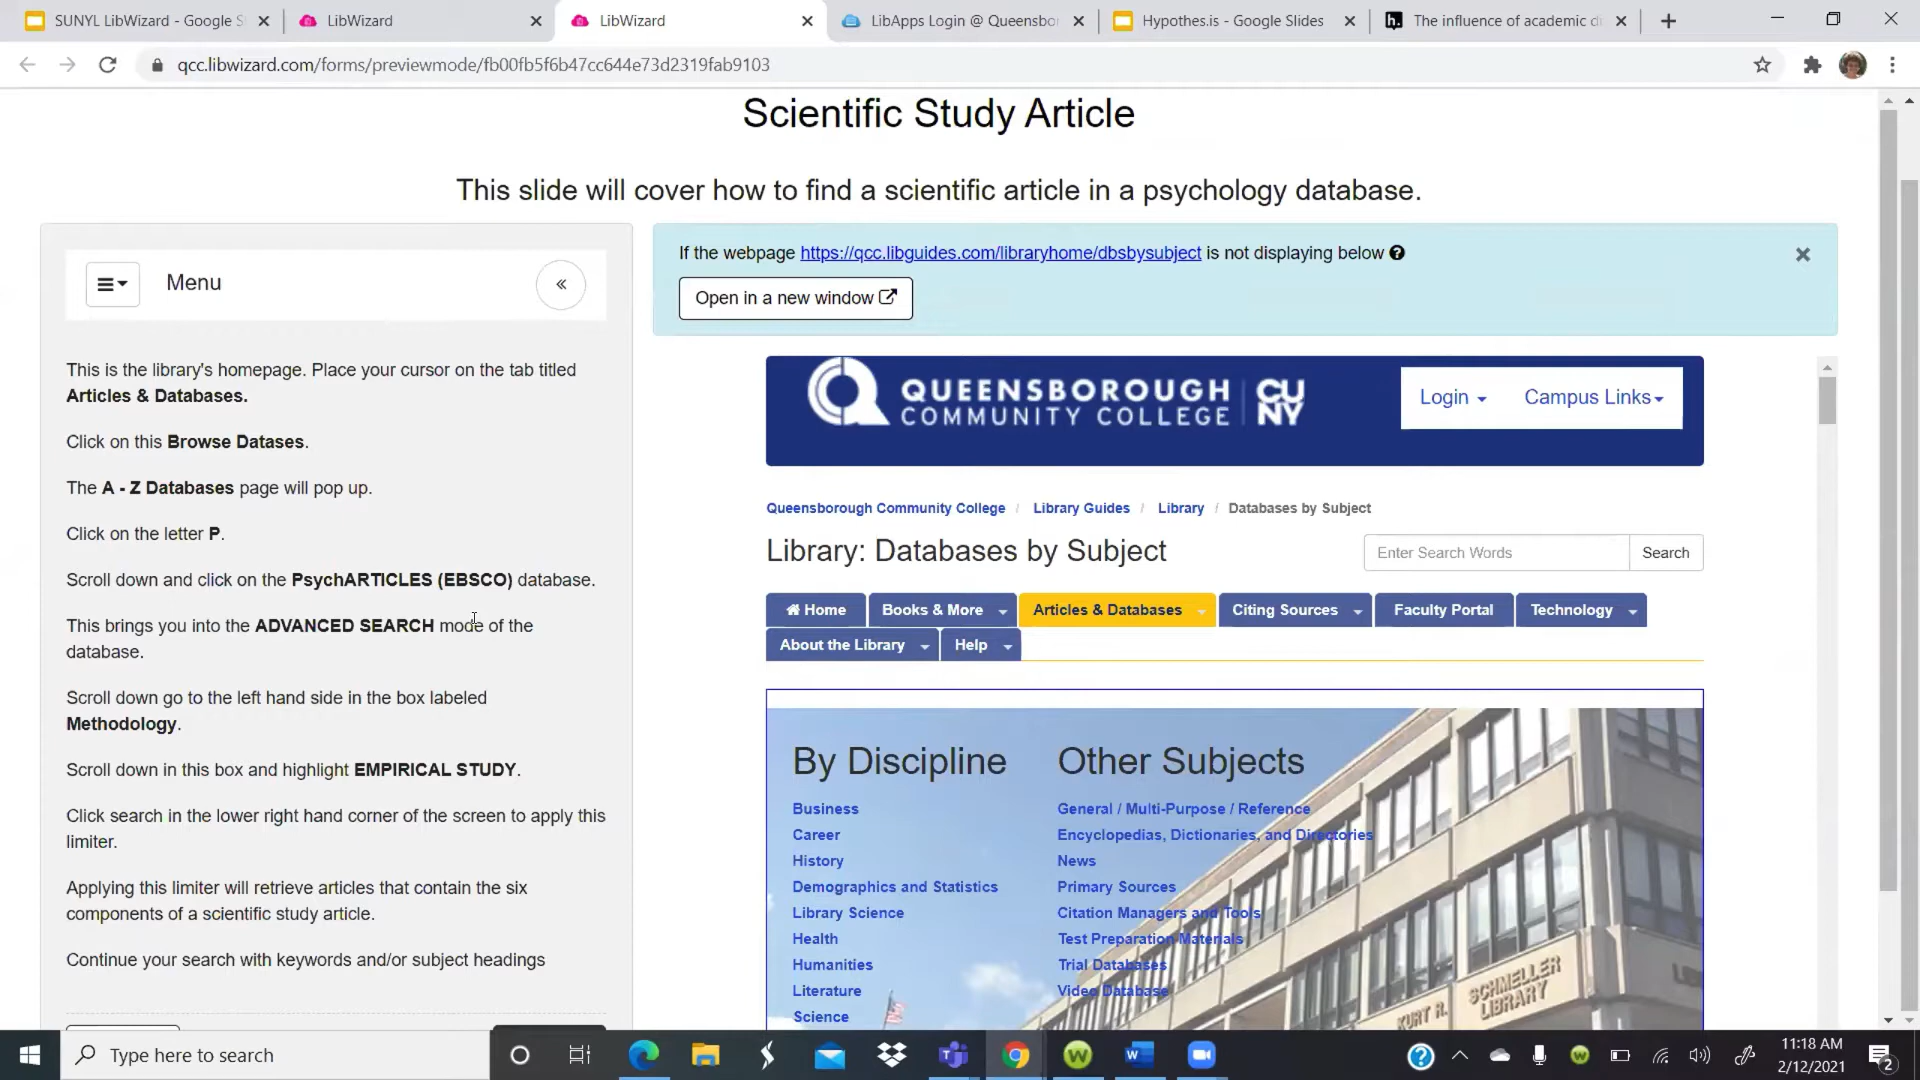 SUNYL LibWizard - Google S
LibWizard
LibWizard
LibApps Login @ Queensbor
Hypothes.is - Google Slides
h.
The influence of academic di
qcc.libwizard.com/forms/previewmode/fb00fb5f6b47cc644e73d2319fab9103
Scientific Study Article
This slide will cover how to find a scientific article in a psychology database.
Menu
This is the library's homepage. Place your cursor on the tab titled
Articles & Databases.
Click on this Browse Datases.
The A - Z Databases page will pop up.
Click on the letter P.
Scroll down and click on the PsychARTICLES (EBSCO) database.
This brings you into the ADVANCED SEARCH mode of the
database.
Scroll down go to the left hand side in the box labeled
Methodology.
Scroll down in this box and highlight EMPIRICAL STUDY.
Click search in the lower right hand corner of the screen to apply this
limiter.
Applying this limiter will retrieve articles that contain the six
components of a scientific study article.
Continue your search with keywords and/or subject headings
If the webpage https://qcc.libguides.com/libraryhome/dbsbysubject is not displaying below
Open in a new window
QUEENSBOROUGH
COMMUNITY COLLEGE
CU
NY
Login
Campus Links
Queensborough Community College / Library Guides / Library / Databases by Subject
Library: Databases by Subject
Enter Search Words
Search
Home
Books & More
Articles & Databases
Citing Sources
Faculty Portal
Technology
About the Library
Help
By Discipline
Business
Career
History
Demographics and Statistics
Library Science
Health
Humanities
Literature
Science
Other Subjects
General / Multi-Purpose / Reference
Encyclopedias, Dictionaries, and Directories
News
Primary Sources
Citation Managers and Tools
Test Preparation Materials
Trial Databases
Video Database
KURT R.
SCHMELLER
LIBRARY
Type here to search
11:18 AM
2/12/2021
2